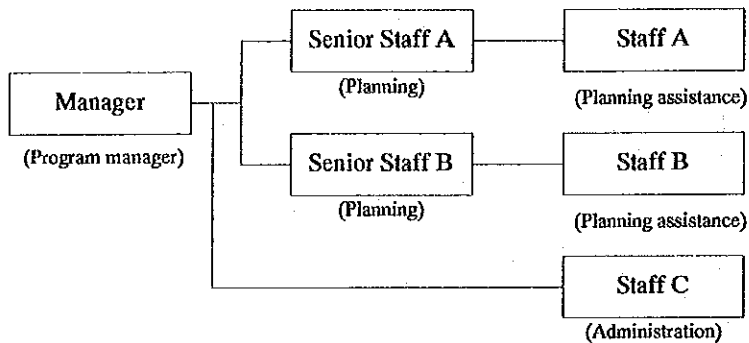 Senior Staff A
(Planning)
Staff A
(Planning assistance)
Manager
(Program manager)
Senior Staff B
(Planning)
Staff B
(Planning assistance)
Staff C
(Administration)